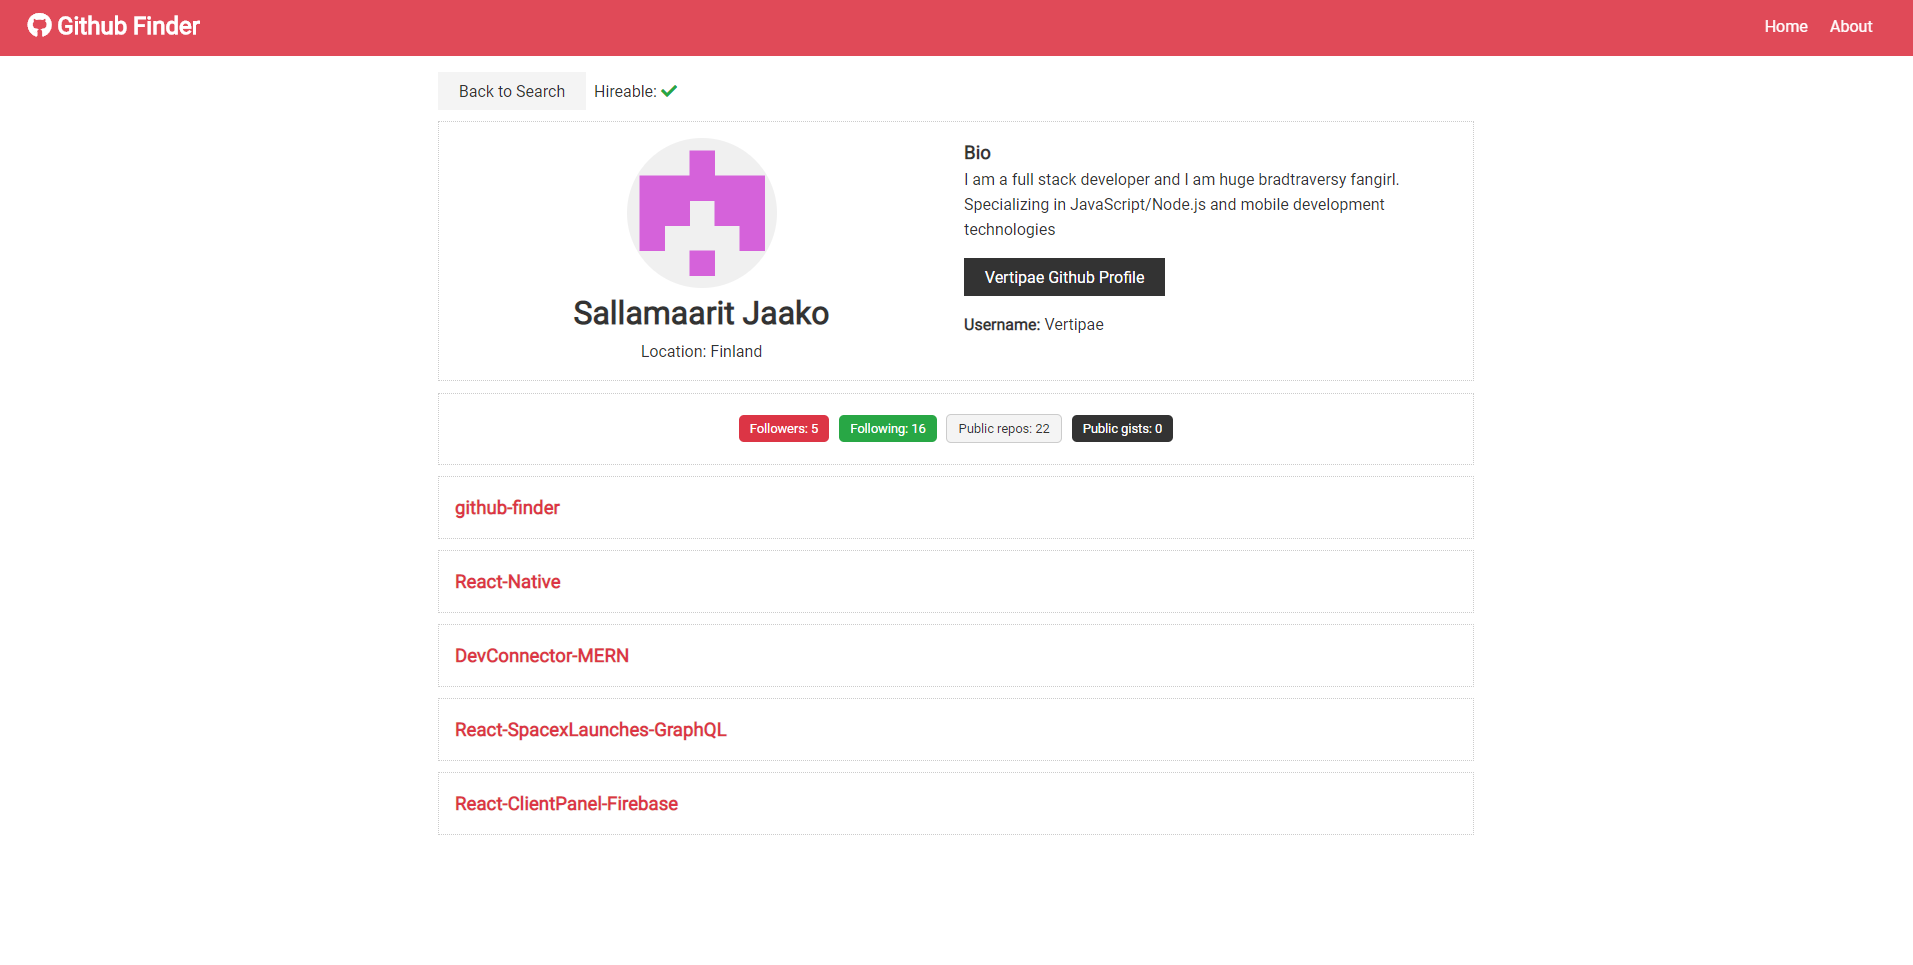 Github Finder
Home
About
Back to Search
Hireable:
Sallamaarit Jaako
Location: Finland
Bio
I am a full stack developer and I am huge bradtraversy fangirl.
Specializing in JavaScript/Node.js and mobile development
technologies
Vertipae Github Profile
Username: Vertipae
Followers: 5
Following: 16
Public repos: 22
Public gists: 0
github-finder
React-Native
DevConnector-MERN
React-SpacexLaunches-GraphQL
React-ClientPanel-Firebase